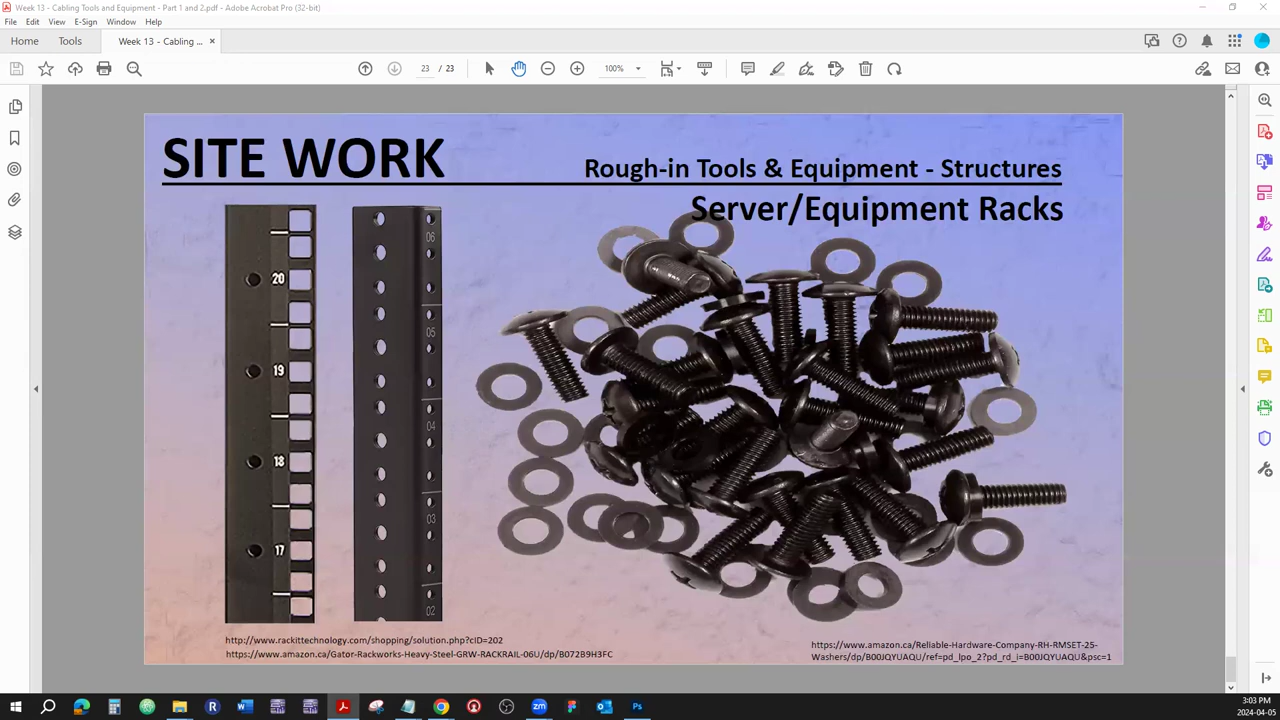 Week 13 - Cabling Tools and Equipment - Part 1 and 2.pdf - Adobe Acrobat Pro (32-bit)
File Edit View E-Sign Window Help
Home Tools Week 13 - Cabling ... ×
23 / 23 100%
SITE WORK
Rough-in Tools & Equipment - Structures
Server/Equipment Racks
20
19
18
17
06
05
04
03
02
http://www.rackittechnology.com/shopping/solution.php?cID=202
https://www.amazon.ca/Gator-Rackworks-Heavy-Steel-GRW-RACKRAIL-06U/dp/B072B9H3FC
https://www.amazon.ca/Reliable-Hardware-Company-RH-RMSET-25-
Washers/dp/B00JQYUAQU/ref=pd_lpo_2?pd_rd_i=B00JQYUAQU&psc=1
3:03 PM
2024-04-05